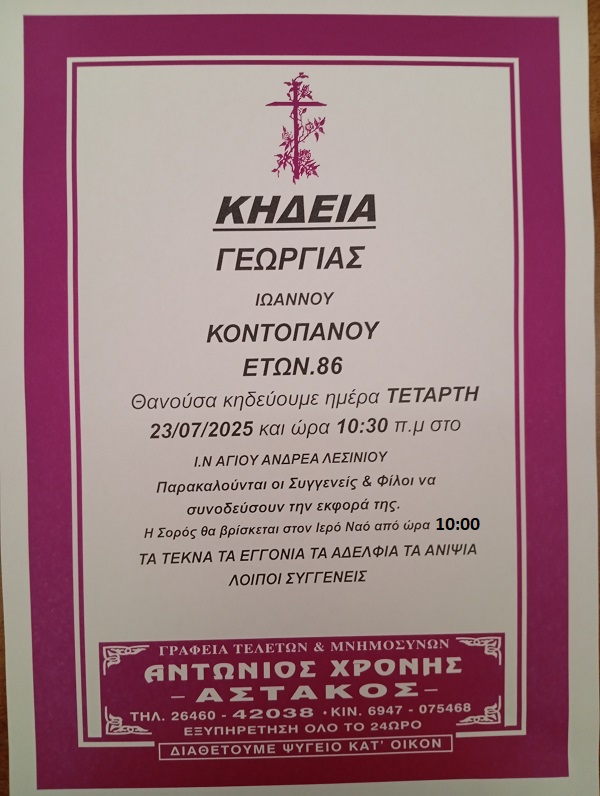 ΚΗΔΕΙΑ
ΓΕΩΡΓΙΑΣ
ΙΩΑΝΝΟΥ
ΚΟΝΤΟΠΑΝΟΥ
ΕΤΩΝ.86
Θανούσα κηδεύουμε ημέρα ΤΕΤΑΡΤΗ
23/07/2025 και ώρα 10:30 π.μ στο
Ι.Ν ΑΓΙΟΥ ΑΝΔΡΕΑ ΛΕΣΙΝΙΟΥ
Παρακαλούνται οι Συγγενείς & Φίλοι να
συνοδεύσουν την εκφορά της.
Η Σορός θα βρίσκεται στον Ιερό Ναό από ώρα 10:00
ΤΑ ΤΕΚΝΑ ΤΑ ΕΓΓΟΝΙΑ ΤΑ ΑΔΕΛΦΙΑ ΤΑ ΑΝΙΨΙΑ
ΛΟΙΠΟΙ ΣΥΓΓΕΝΕΙΣ
ΓΡΑΦΕΙΑ ΤΕΛΕΤΩΝ & ΜΝΗΜΟΣΥΝΩΝ
ΑΝΤΩΝΙΟΣ ΧΡΟΝΗΣ
- ΑΣΤΑΚΟΣ -
ΤΗΛ. 26460 - 42038 · ΚΙΝ. 6947 - 075468
ΕΞΥΠΗΡΕΤΗΣΗ ΟΛΟ ΤΟ 24ΩΡΟ
ΔΙΑΘΕΤΟΥΜΕ ΨΥΓΕΙΟ ΚΑΤ' ΟΙΚΟΝ